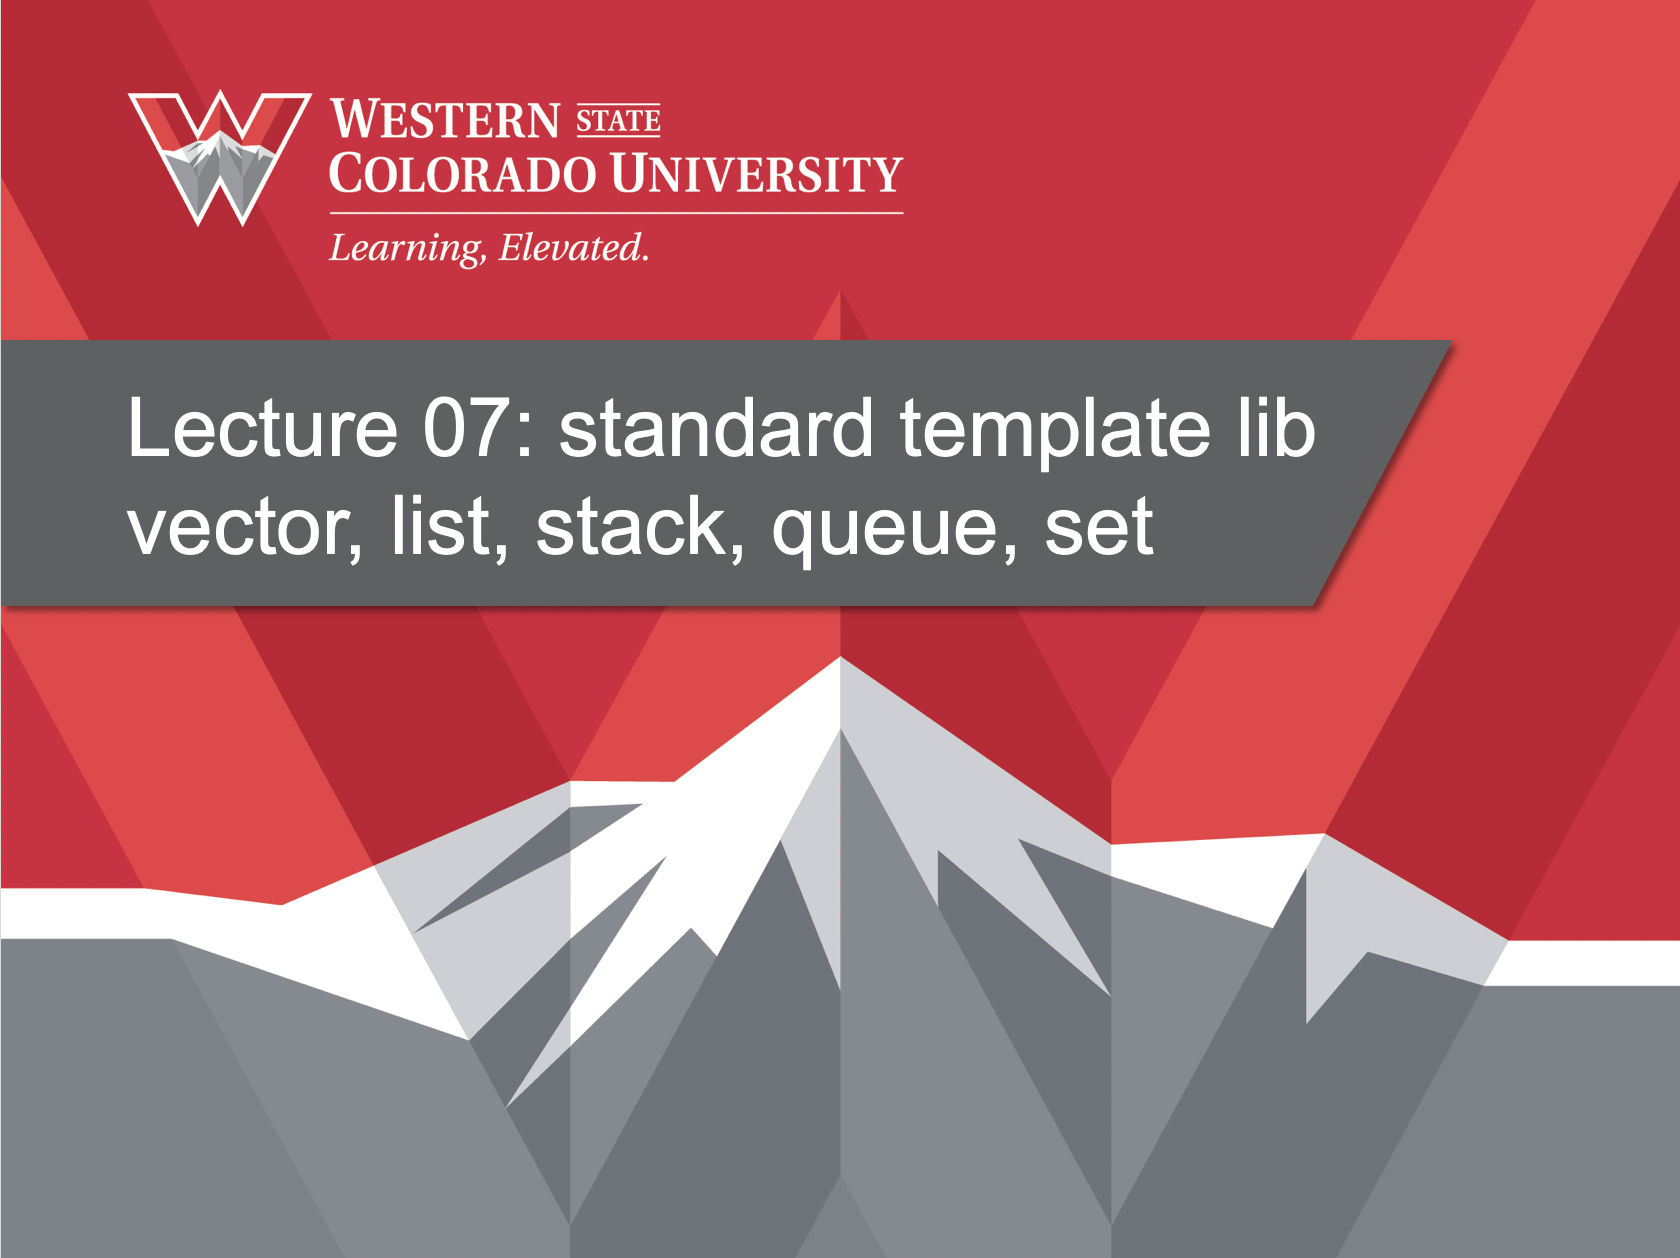 WESTERN STATE
COLORADO UNIVERSITY
Learning, Elevated.
Lecture 07: standard template lib
vector, list, stack, queue, set